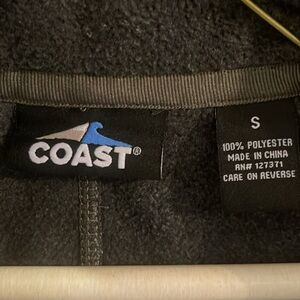 COAST®
S
100% POLYESTER
MADE IN CHINA
RN# 127371
CARE ON REVERSE